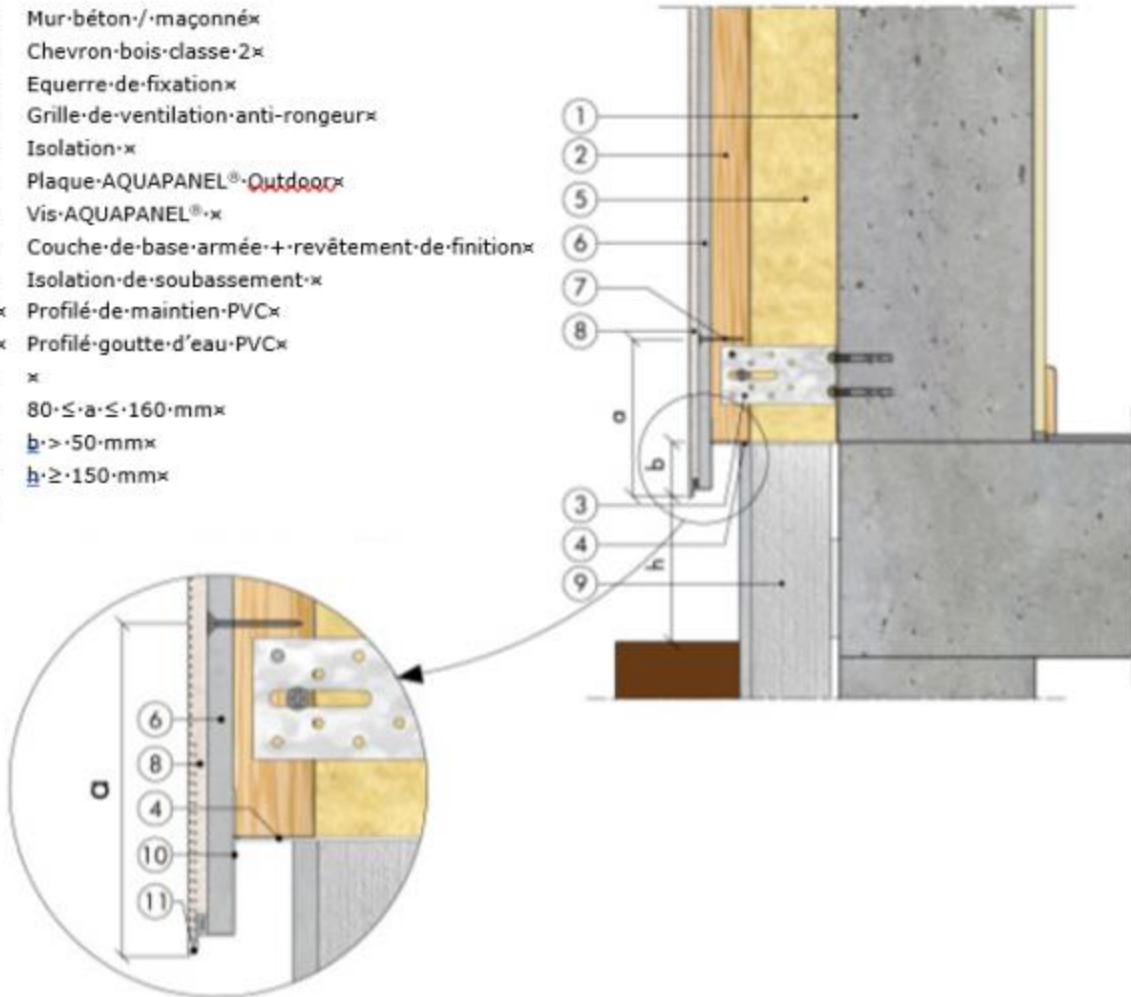 Mur·béton·/·maçonné¤
Chevron·bois·classe·2¤
Equerre·de·fixation¤
Grille·de·ventilation·anti-rongeur¤
Isolation·¤
Plaque·AQUAPANEL®·Outdoor¤
Vis·AQUAPANEL®·¤
Couche·de·base·armée·+·revêtement·de·finition¤
Isolation·de·soubassement·¤
¤ Profilé·de·maintien·PVC¤
¤ Profilé·goutte·d'eau·PVC¤
¤
80·≤·a·≤·160·mm¤
b·>·50·mm¤
h·≥·150·mm¤
1
2
5
6
7
8
a
b
3
4
h
9
6
8
a
4
10
11